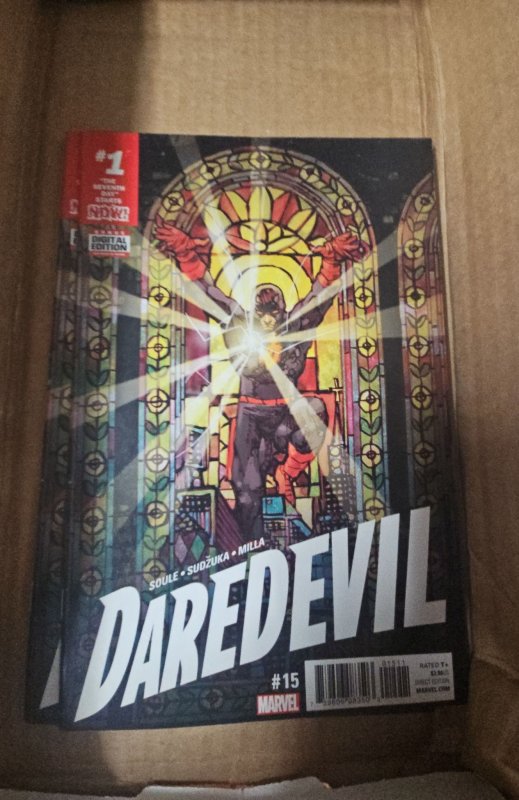 #1
"THE
SEVENTH
DAY"
STARTS
NOW!
DIGITAL
EDITION
SOULE • SUDŽUKA • MILLA
DAREDEVIL
#15
MARVEL
01511
RATED T+
DIRECT EDITION
MARVEL.COM